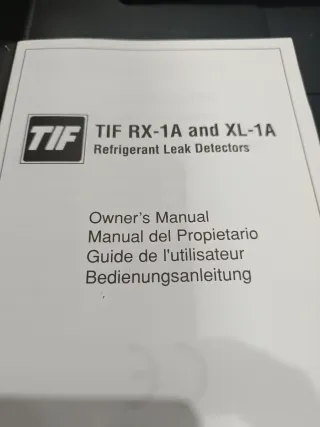 TIF
TIF RX-1A and XL-1A
Refrigerant Leak Detectors
Owner's Manual
Manual del Propietario
Guide de l'utilisateur
Bedienungsanleitung